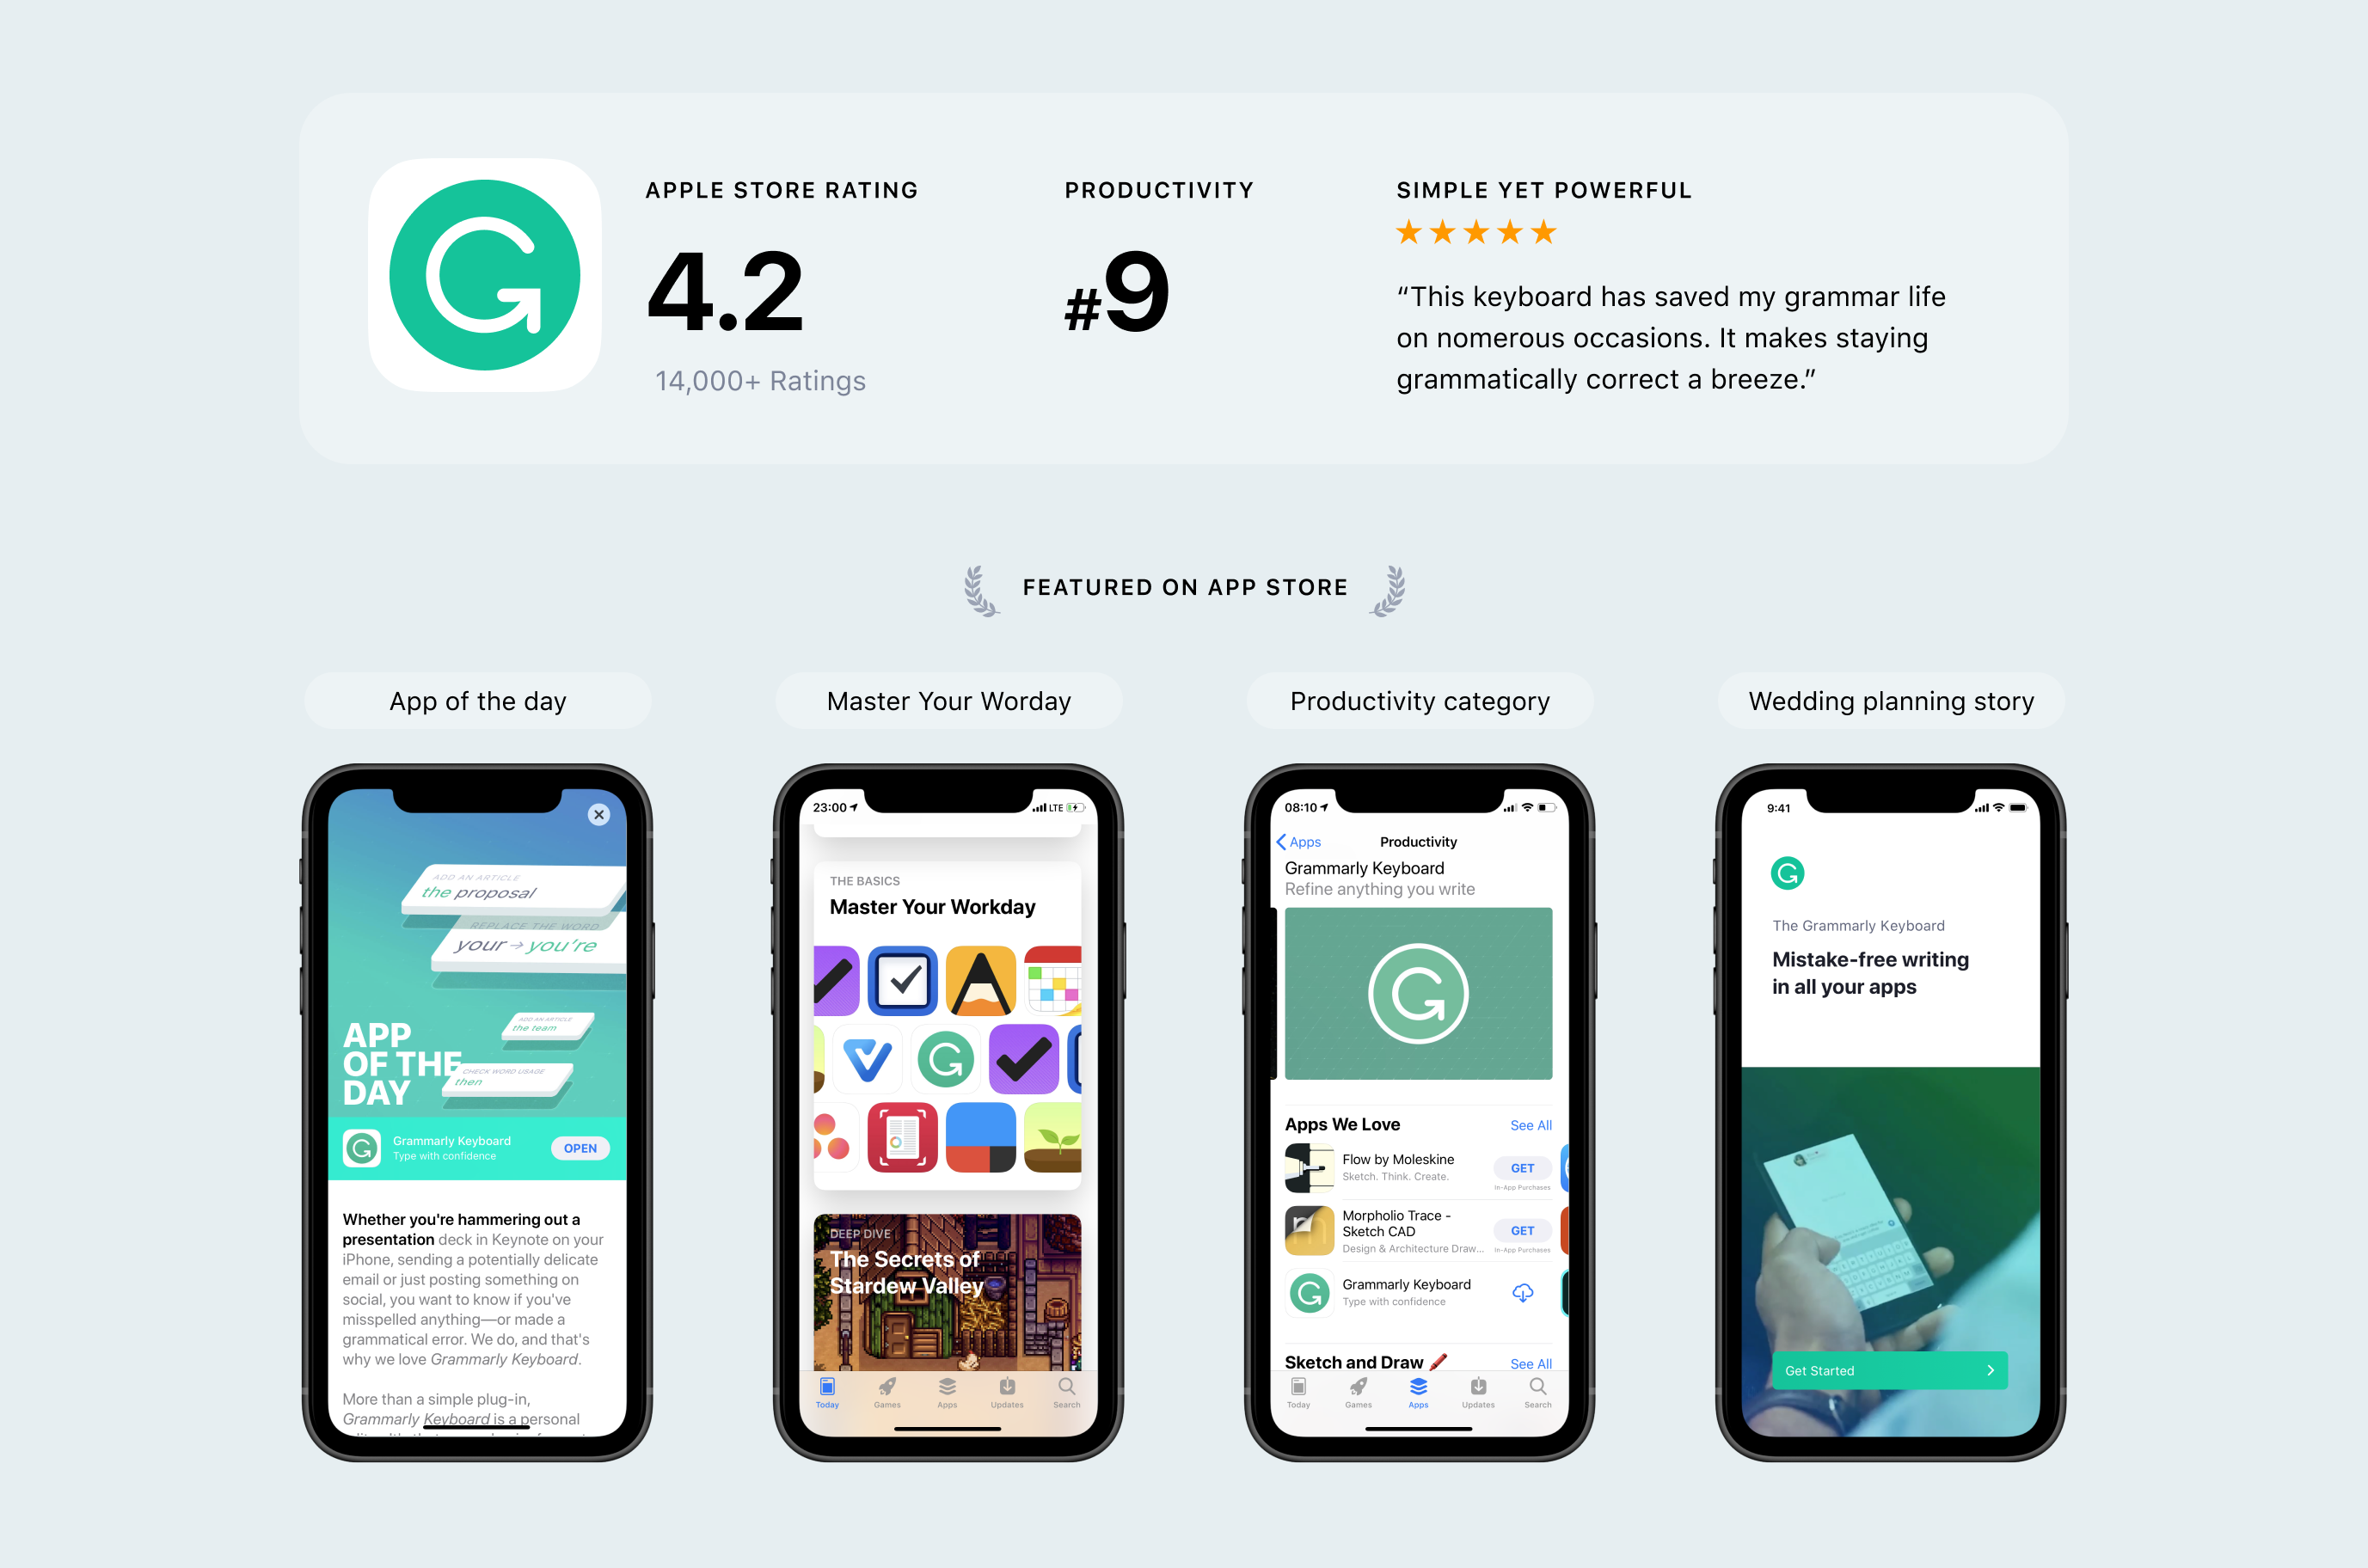 APPLE STORE RATING
4.2
14,000+ Ratings
PRODUCTIVITY
#9
SIMPLE YET POWERFUL
“This keyboard has saved my grammar life
on nomerous occasions. It makes staying
grammatically correct a breeze.”
FEATURED ON APP STORE
App of the day
Master Your Worday
Productivity category
Wedding planning story
ADD AN ARTICLE
the proposal
REPLACE THE WORD
your → you're
ADD AN ARTICLE
the team
CHECK WORD USAGE
then
APP
OF THE
DAY
Grammarly Keyboard
Type with confidence
OPEN
Whether you're hammering out a
presentation deck in Keynote on your
iPhone, sending a potentially delicate
email or just posting something on
social, you want to know if you've
misspelled anything—or made a
grammatical error. We do, and that's
why we love Grammarly Keyboard.
More than a simple plug-in,
Grammarly Keyboard is a personal
23:00
LTE
THE BASICS
Master Your Workday
DEEP DIVE
The Secrets of
Stardew Valley
Today
Games
Apps
Updates
Search
08:10
Apps
Productivity
Grammarly Keyboard
Refine anything you write
Apps We Love
See All
Flow by Moleskine
Sketch. Think. Create.
GET
In-App Purchases
Morpholio Trace -
Sketch CAD
Design & Architecture Draw...
GET
In-App Purchases
Grammarly Keyboard
Type with confidence
Sketch and Draw
See All
Today
Games
Apps
Updates
Search
9:41
The Grammarly Keyboard
Mistake-free writing
in all your apps
Get Started